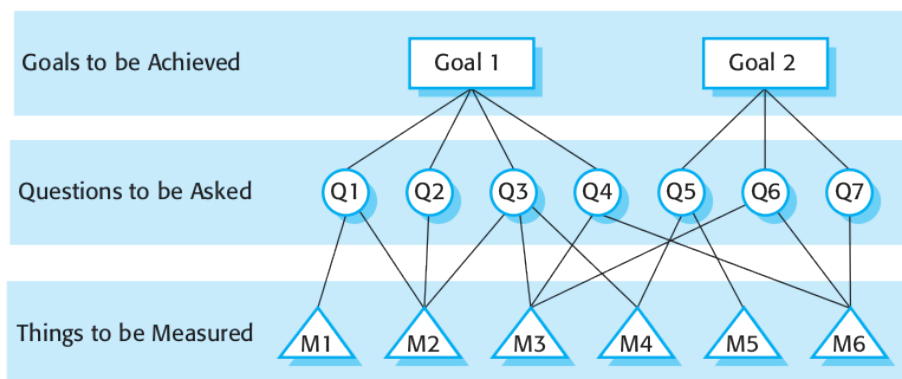 Goals to be Achieved
Goal 1
Goal 2
Questions to be Asked
Q1
Q2
Q3
Q4
Q5
Q6
Q7
Things to be Measured
M1
M2
M3
M4
M5
M6